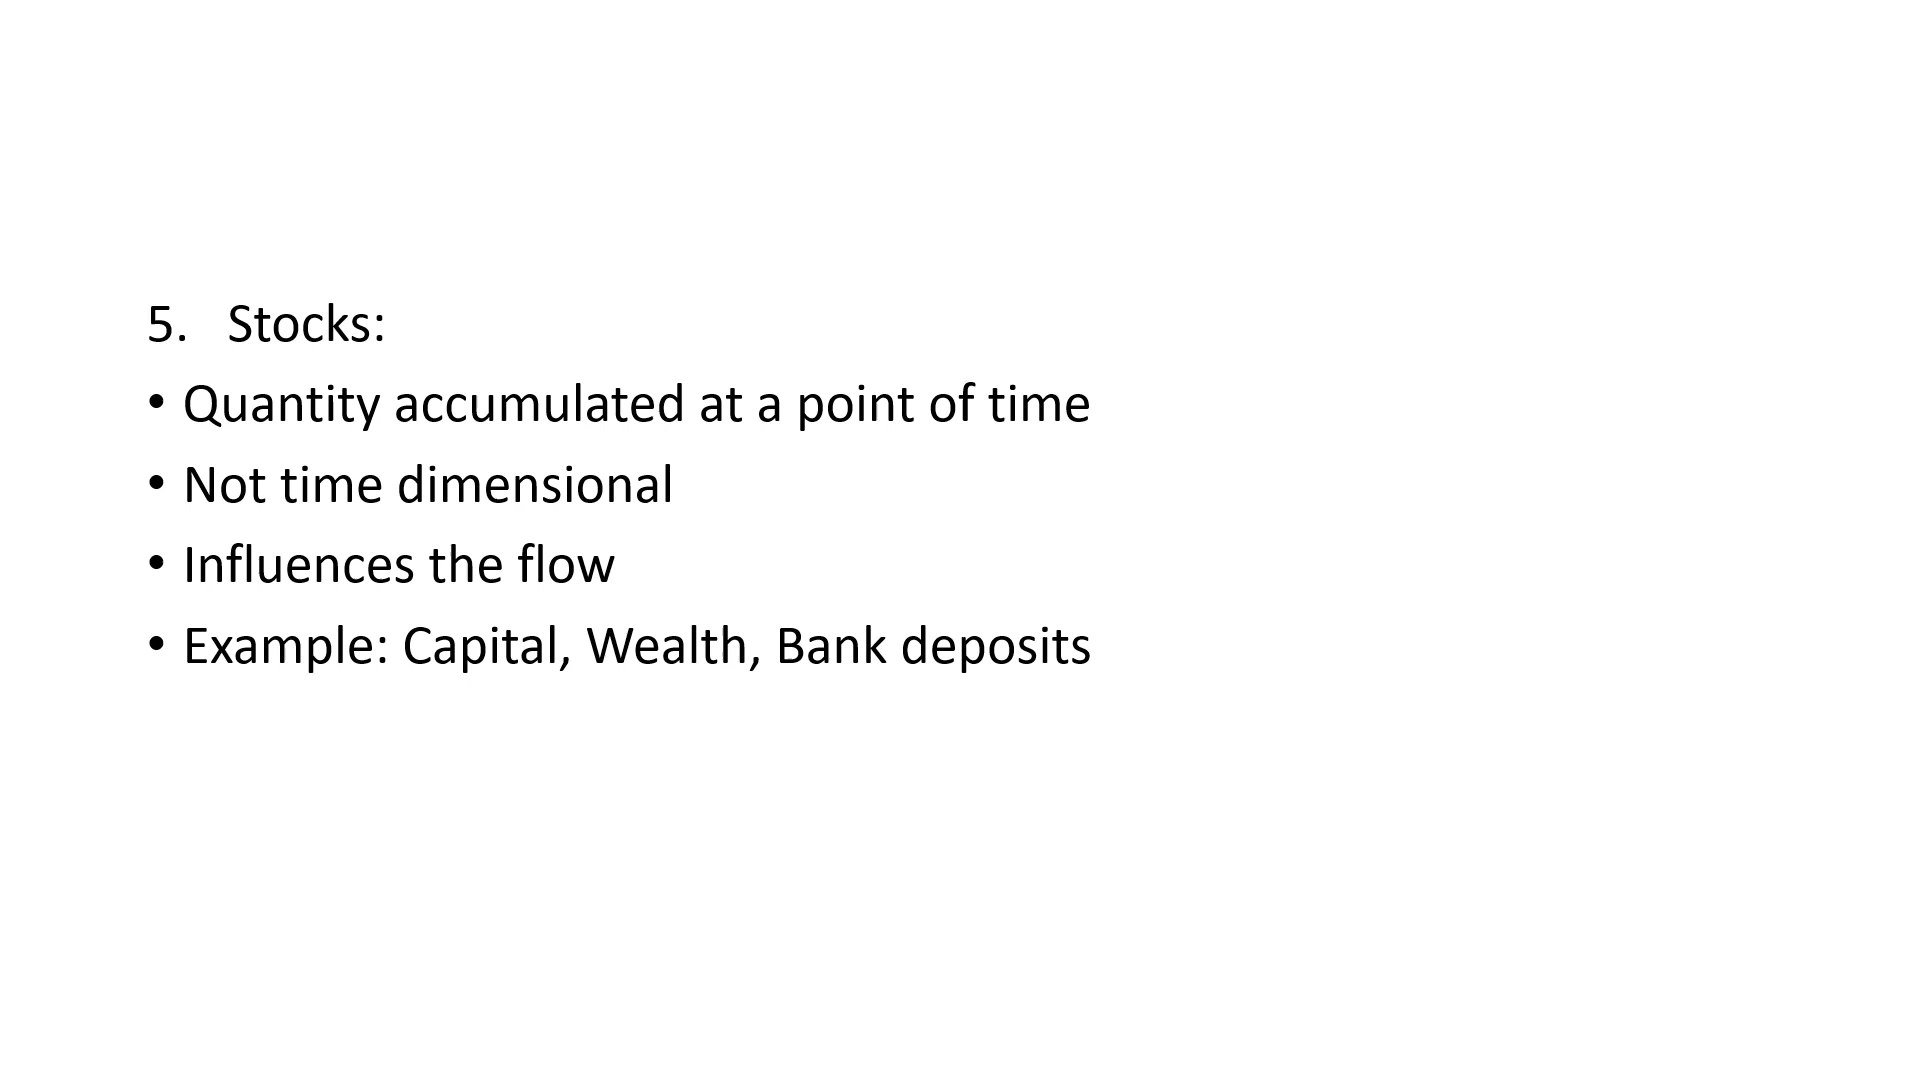 5. Stocks:
• Quantity accumulated at a point of time
• Not time dimensional
• Influences the flow
• Example: Capital, Wealth, Bank deposits